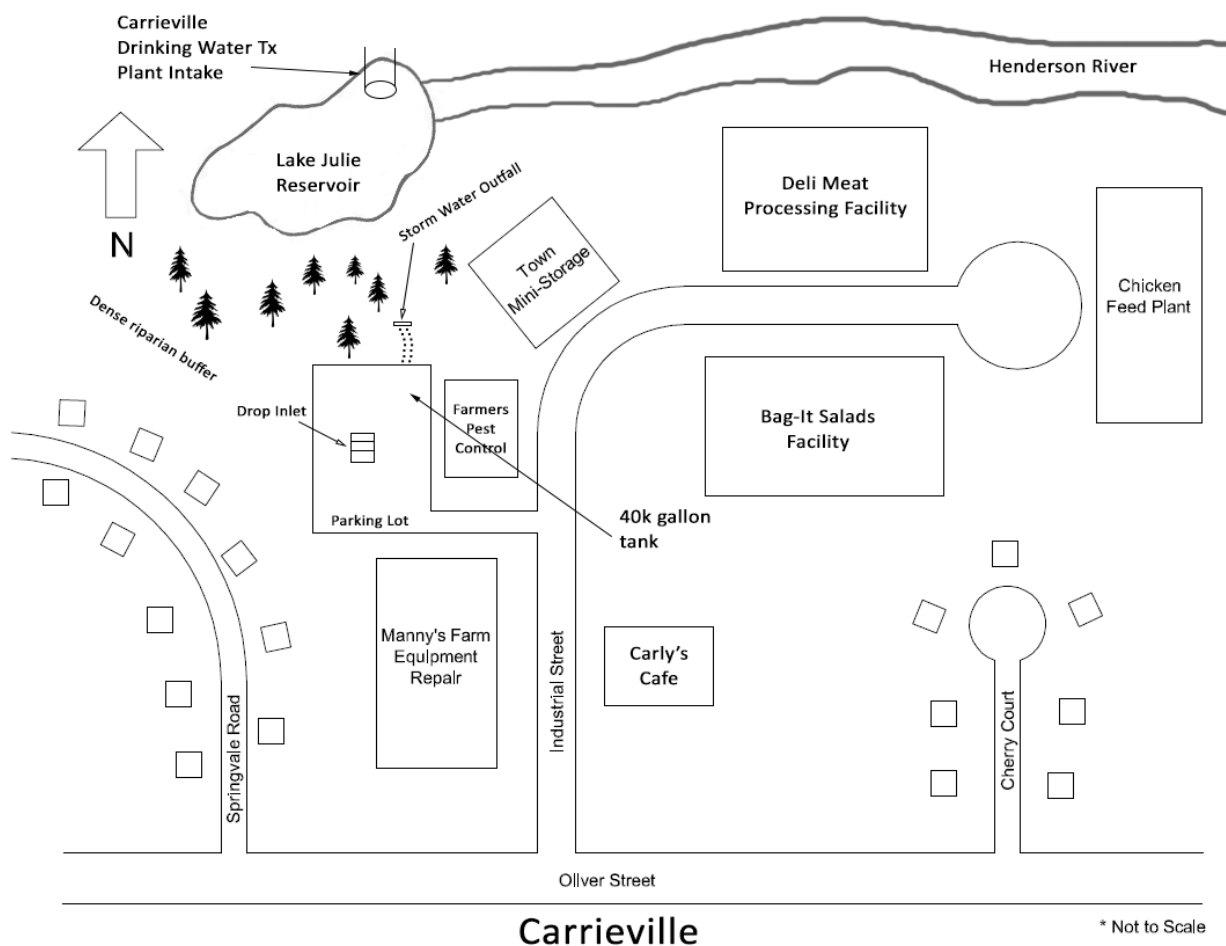 Carrieville
Drinking Water Tx
Plant Intake
Henderson River
Lake Julie
Reservoir
Storm Water Outfall
N
Deli Meat
Processing Facility
Town
Mini-Storage
Chicken
Feed Plant
Dense riparian buffer
Drop Inlet
Farmers
Pest
Control
Bag-It Salads
Facility
Parking Lot
40k gallon
tank
Manny's Farm
Equipment
Repair
Carly's
Cafe
Springvale Road
Industrial Street
Cherry Court
Oliver Street
Carrieville
* Not to Scale